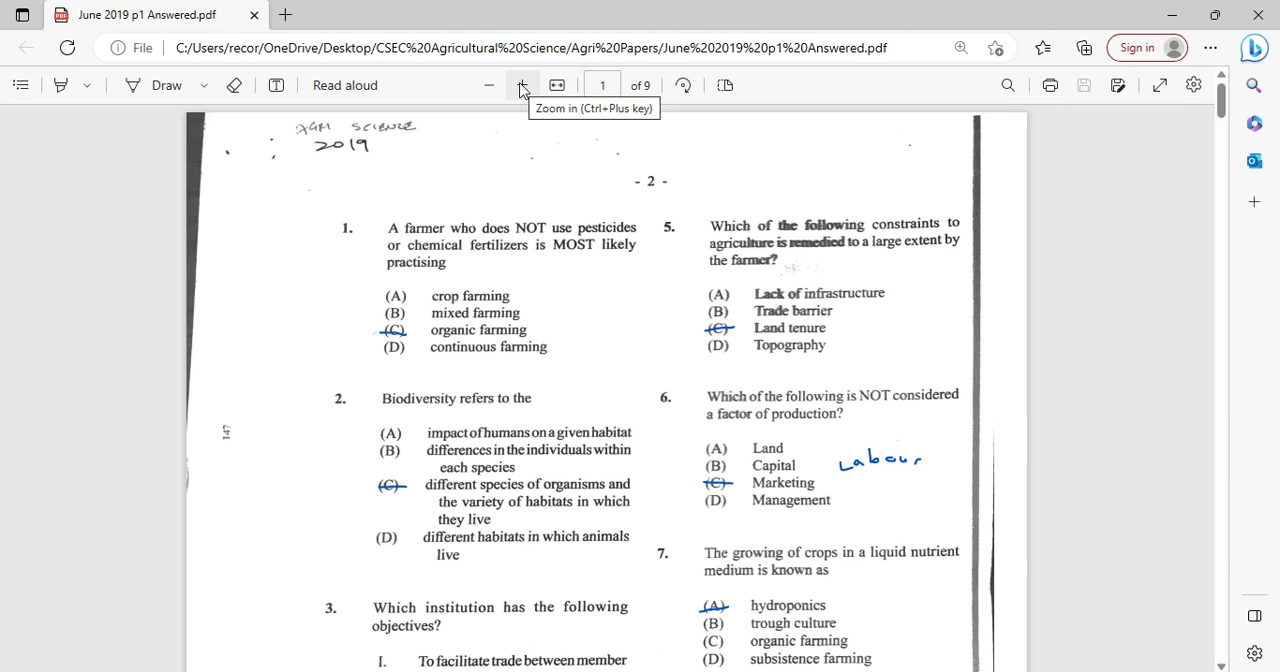 June 2019 p1 Answered.pdf
File C:/Users/recor/OneDrive/Desktop/CSEC%20Agricultural%20Science/Agri%20Papers/June%202019%20p1%20Answered.pdf
Sign in
Draw
Read aloud
1 of 9
Zoom in (Ctrl+Plus key)
AGRI SCIENCE
2019
- 2 -
147
1. A farmer who does NOT use pesticides
or chemical fertilizers is MOST likely
practising
(A) crop farming
(B) mixed farming
(C) organic farming
(D) continuous farming
2. Biodiversity refers to the
(A) impact of humans on a given habitat
(B) differences in the individuals within
each species
(C) different species of organisms and
the variety of habitats in which
they live
(D) different habitats in which animals
live
3. Which institution has the following
objectives?
I. To facilitate trade between member
5. Which of the following constraints to
agriculture is remedied to a large extent by
the farmer?
(A) Lack of infrastructure
(B) Trade barrier
(C) Land tenure
(D) Topography
6. Which of the following is NOT considered
a factor of production?
(A) Land
(B) Capital
Labour
(C) Marketing
(D) Management
7. The growing of crops in a liquid nutrient
medium is known as
(A) hydroponics
(B) trough culture
(C) organic farming
(D) subsistence farming